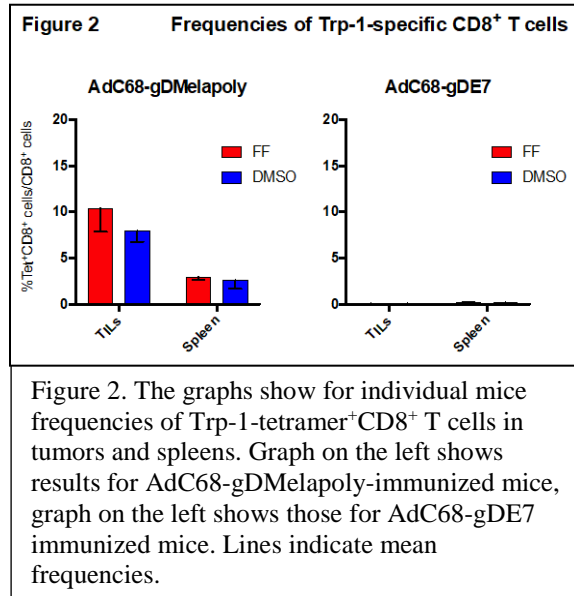 Figure 2 Frequencies of Trp-1-specific CD8⁺ T cells
AdC68-gDMelapoly AdC68-gDE7
%Tet⁺CD8⁺ cells/CD8⁺ cells
20
15
10
5
0
FF
DMSO
TILs Spleen
20
15
10
5
0
FF
DMSO
TILs Spleen
Figure 2. The graphs show for individual mice
frequencies of Trp-1-tetramer⁺CD8⁺ T cells in
tumors and spleens. Graph on the left shows
results for AdC68-gDMelapoly-immunized mice,
graph on the left shows those for AdC68-gDE7
immunized mice. Lines indicate mean
frequencies.